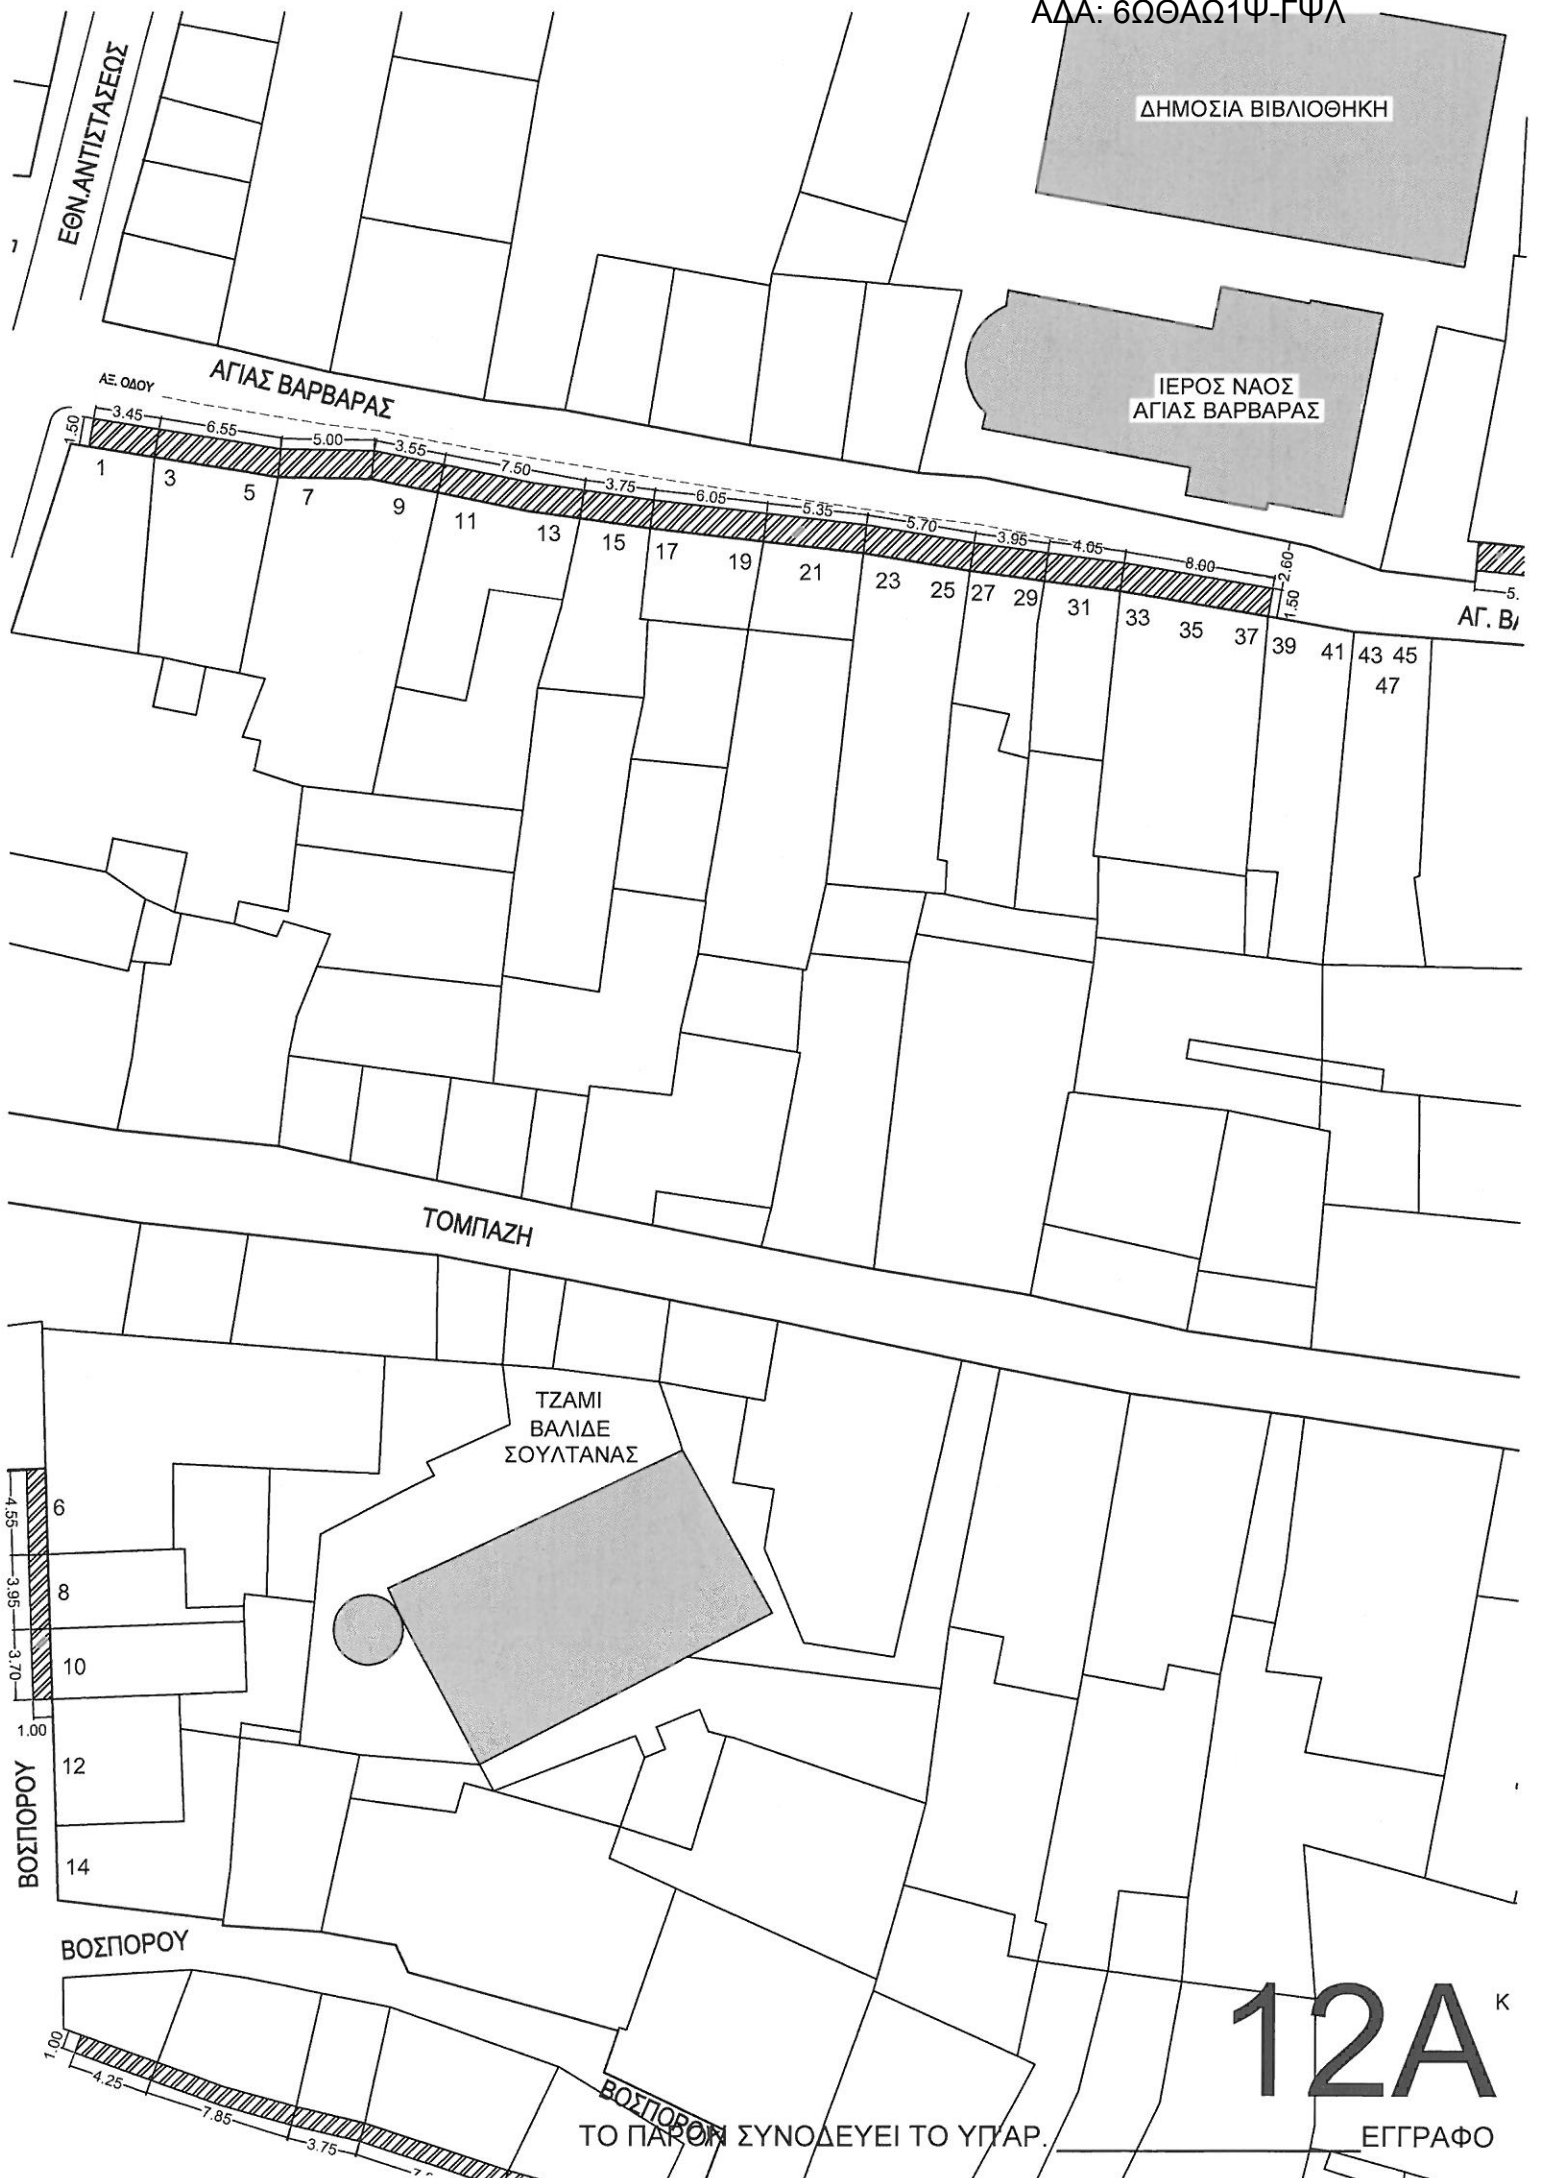 ΑΔΑ: 6ΩΘΑΩ1Ψ-ΓΨΛ
ΔΗΜΟΣΙΑ ΒΙΒΛΙΟΘΗΚΗ
ΕΘΝ.ΑΝΤΙΣΤΑΣΕΩΣ
ΙΕΡΟΣ ΝΑΟΣ
ΑΓΙΑΣ ΒΑΡΒΑΡΑΣ
ΑΞ. ΟΔΟΥ
ΑΓΙΑΣ ΒΑΡΒΑΡΑΣ
1.50 3.45 6.55 5.00 3.55 7.50 3.75 6.05 5.35 5.70 3.95 4.05 8.00 2.60 1.50
1 3 5 7 9 11 13 15 17 19 21 23 25 27 29 31 33 35 37 39 41 43 45
47
5.
ΑΓ. ΒΑ
ΤΟΜΠΑΖΗ
ΤΖΑΜΙ
ΒΑΛΙΔΕ
ΣΟΥΛΤΑΝΑΣ
4.55 6
3.95 8
3.70 10
1.00
12
14
ΒΟΣΠΟΡΟΥ
ΒΟΣΠΟΡΟΥ
1.00
4.25
7.85
3.75
ΒΟΣΠΟΡΟΥ
12Α Κ
ΤΟ ΠΑΡΟΝ ΣΥΝΟΔΕΥΕΙ ΤΟ ΥΠ'ΑΡ. ΕΓΓΡΑΦΟ